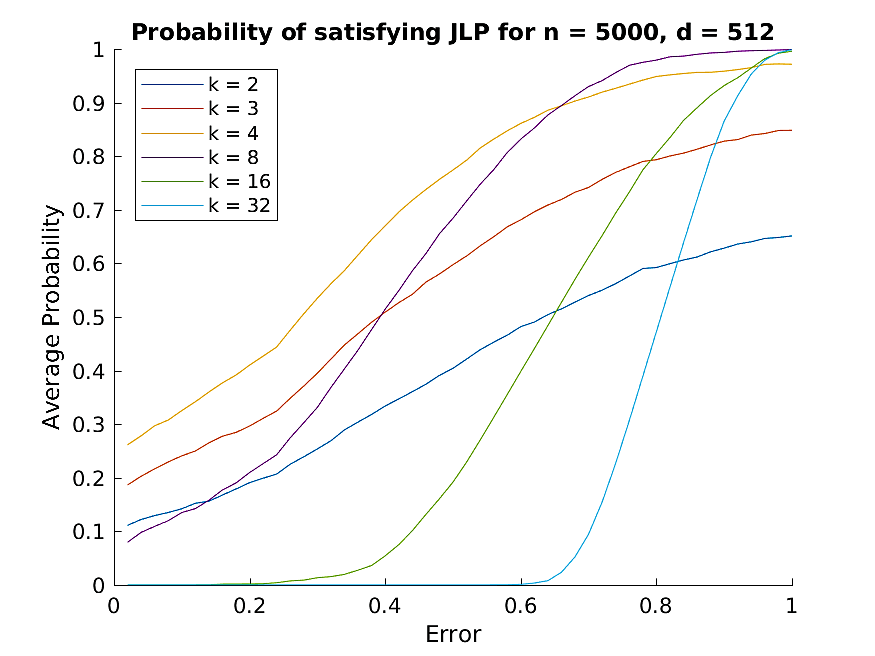 Probability of satisfying JLP for n = 5000, d = 512
1
0.9
0.8
0.7
0.6
0.5
0.4
0.3
0.2
0.1
0
Average Probability
k = 2
k = 3
k = 4
k = 8
k = 16
k = 32
0 0.2 0.4 0.6 0.8 1
Error